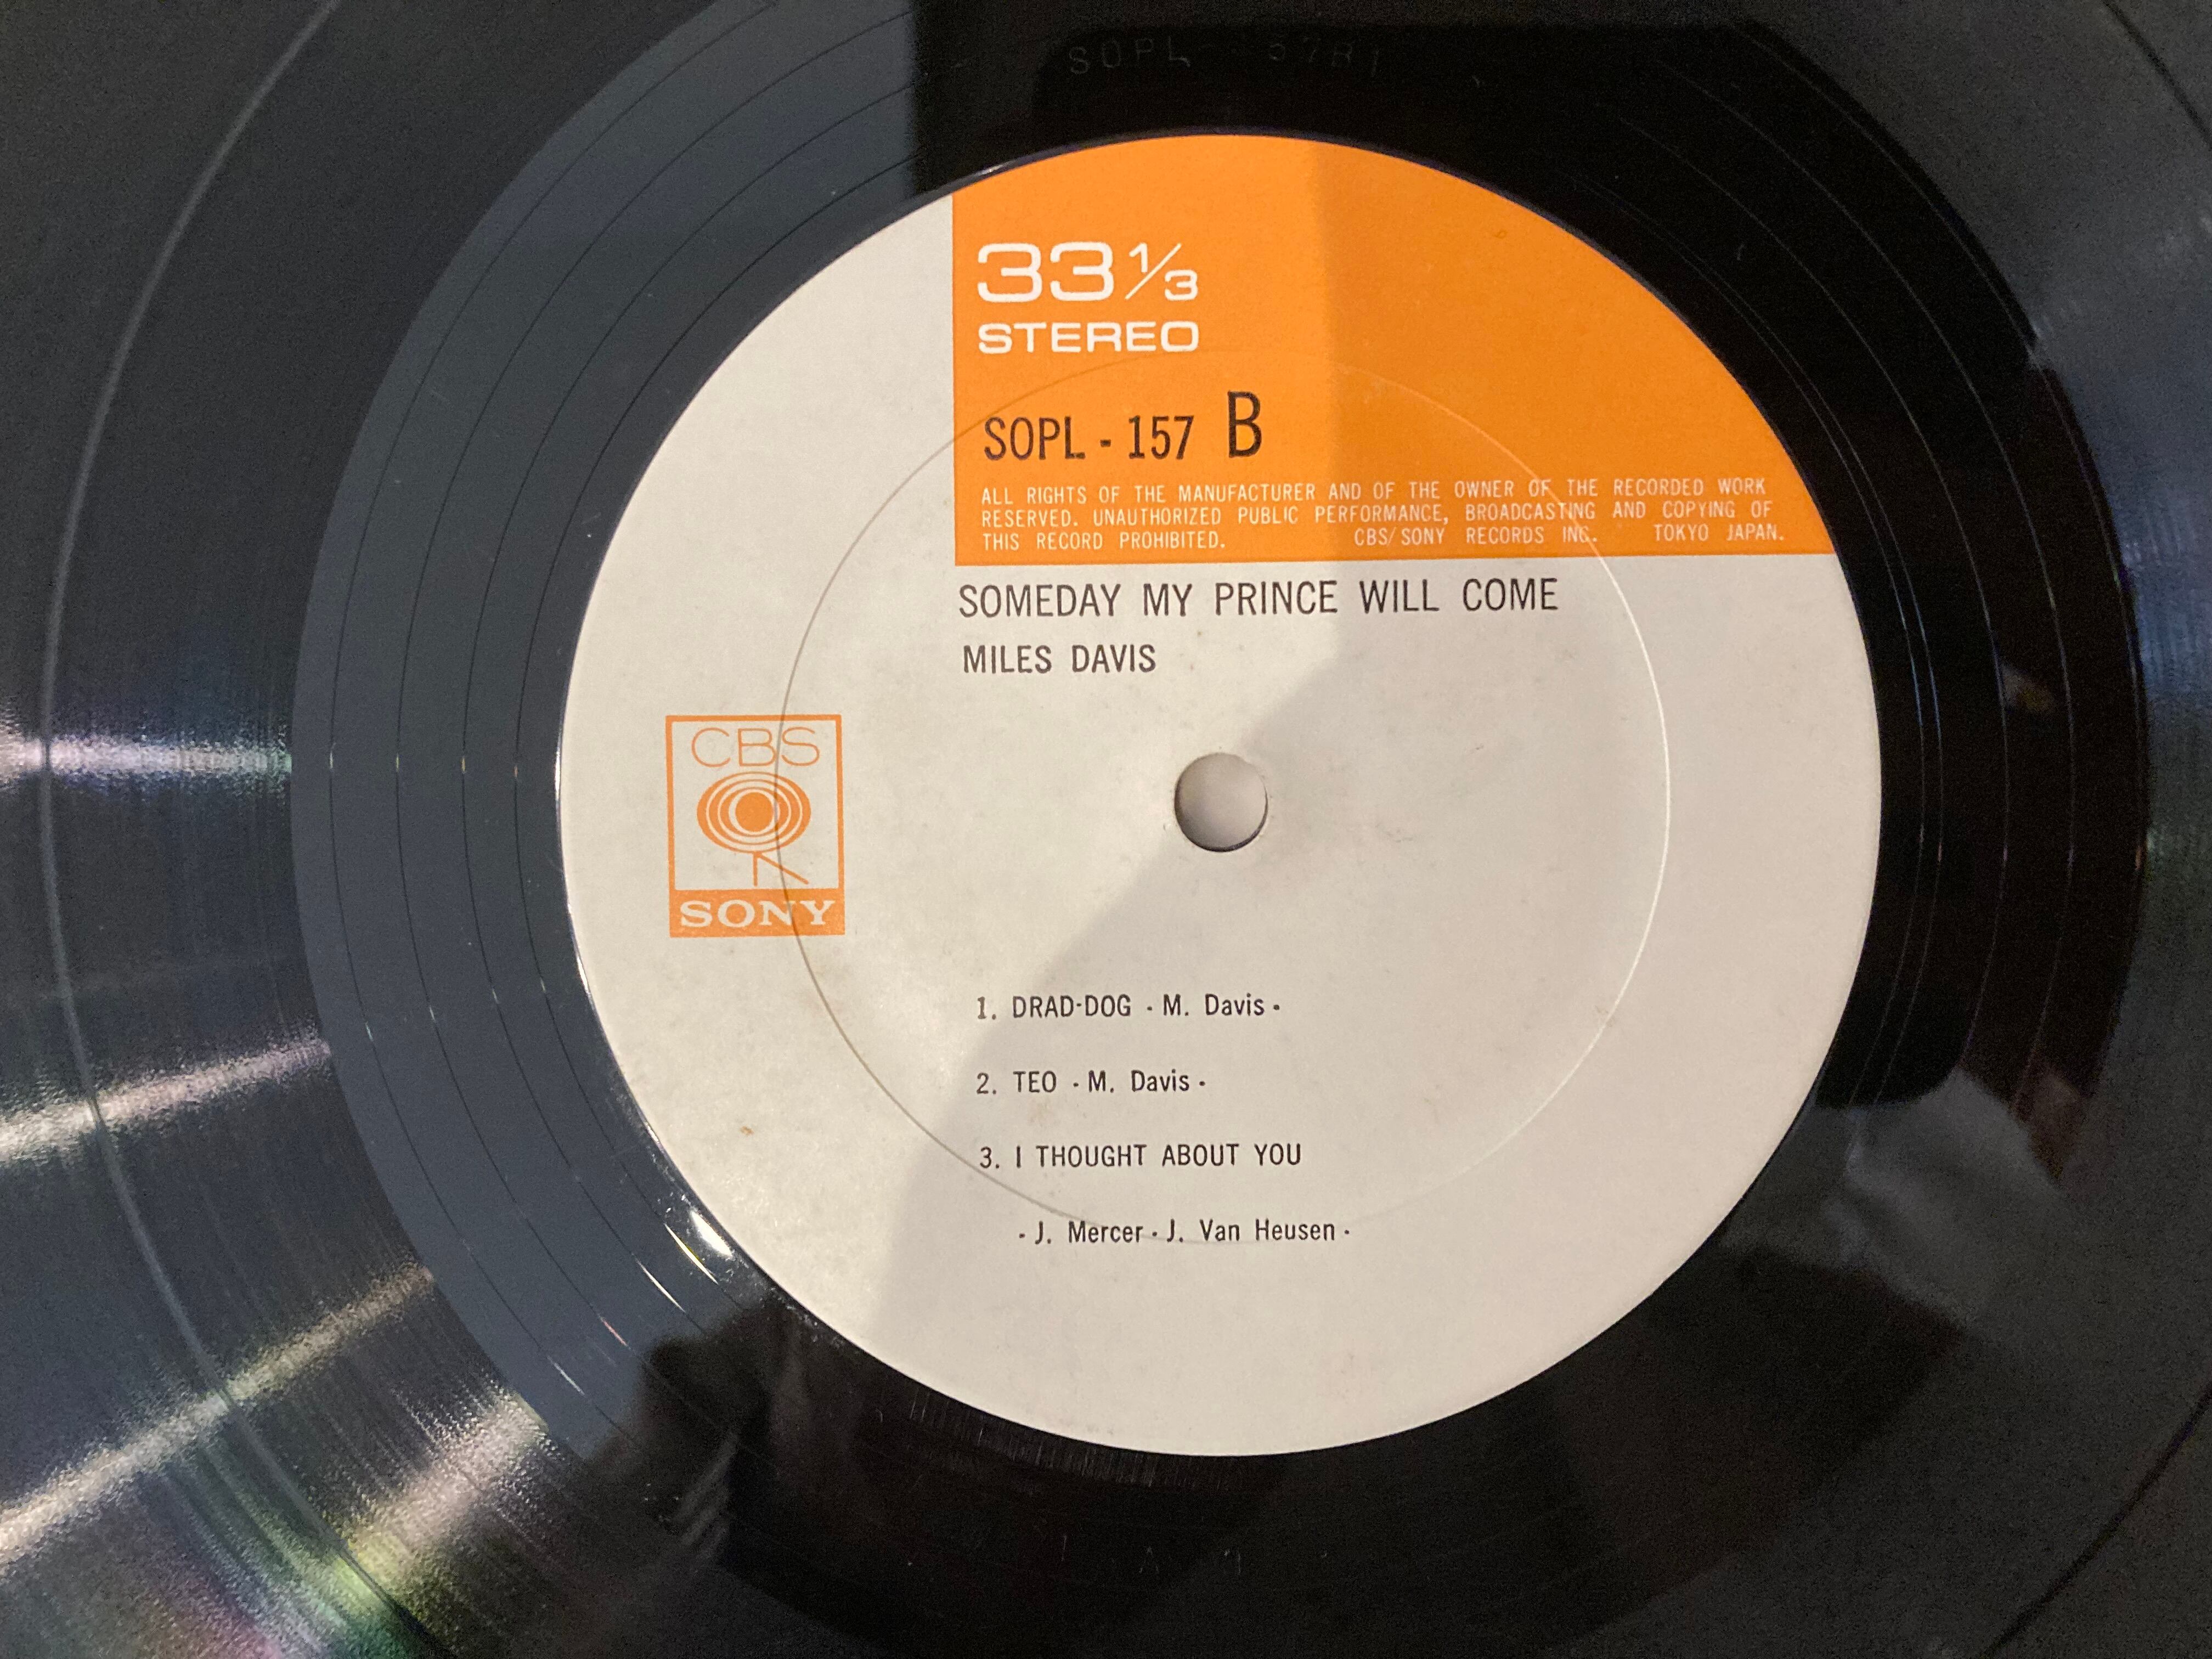 SOPL
33 1/3
STEREO
SOPL - 157 B
ALL RIGHTS OF THE MANUFACTURER AND OF THE OWNER OF THE RECORDED WORK
RESERVED. UNAUTHORIZED PUBLIC PERFORMANCE, BROADCASTING AND COPYING OF
THIS RECORD PROHIBITED. CBS/SONY RECORDS INC. TOKYO JAPAN.
SOMEDAY MY PRINCE WILL COME
MILES DAVIS
CBS
SONY
1. DRAD-DOG · M. Davis ·
2. TEO · M. Davis ·
3. I THOUGHT ABOUT YOU
· J. Mercer · J. Van Heusen ·